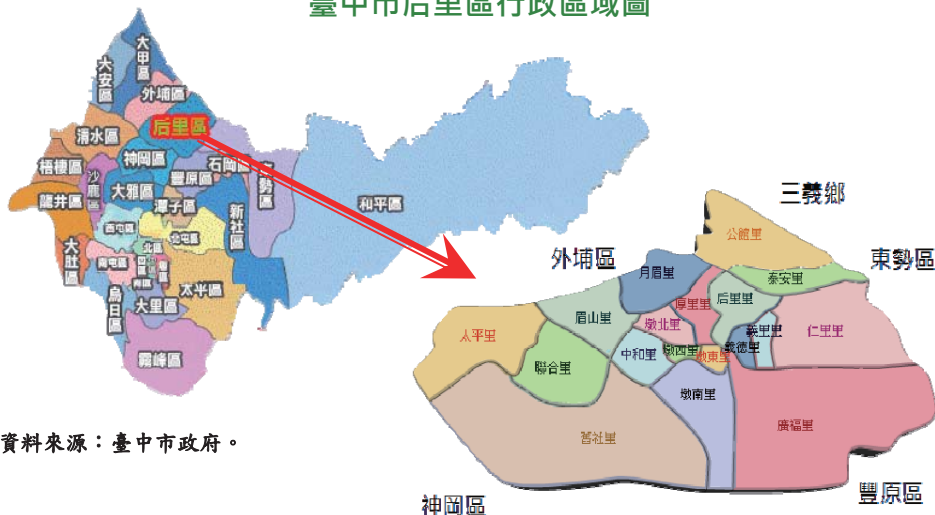 臺中市后里區行政區域圖
大甲區
大安區
外埔區
后里區
清水區
梧棲區
沙鹿區
神岡區
石岡區
東勢區
豐原區
大雅區
潭子區
龍井區
新社區
和平區
西屯區
北屯區
北區
大肚區
南屯區
南區
太平區
烏日區
大里區
霧峰區
三義鄉
外埔區
東勢區
公館里
月眉里
泰安里
厚里里
后里里
眉山里
墩北里
義里里
仁里里
太平里
中和里
墩西里
墩東里
義德里
聯合里
墩南里
舊社里
廣福里
神岡區
豐原區
資料來源：臺中市政府。